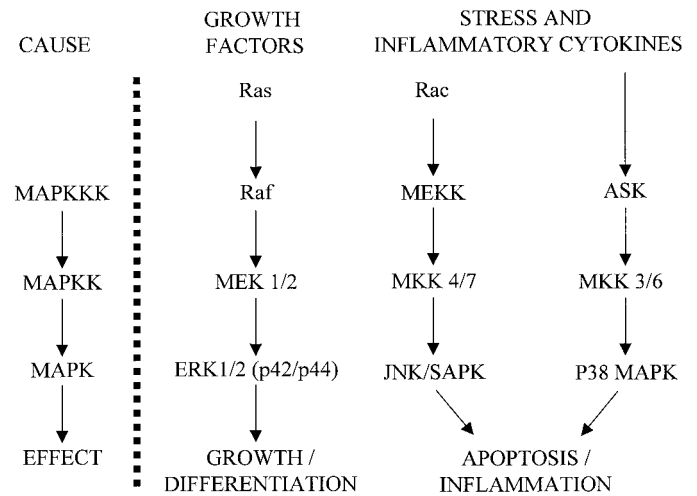 CAUSE
GROWTH
FACTORS
STRESS AND
INFLAMMATORY CYTOKINES
Ras
Rac
MAPKKK
Raf
MEKK
ASK
MAPKK
MEK 1/2
MKK 4/7
MKK 3/6
MAPK
ERK1/2 (p42/p44)
JNK/SAPK
P38 MAPK
EFFECT
GROWTH /
DIFFERENTIATION
APOPTOSIS /
INFLAMMATION